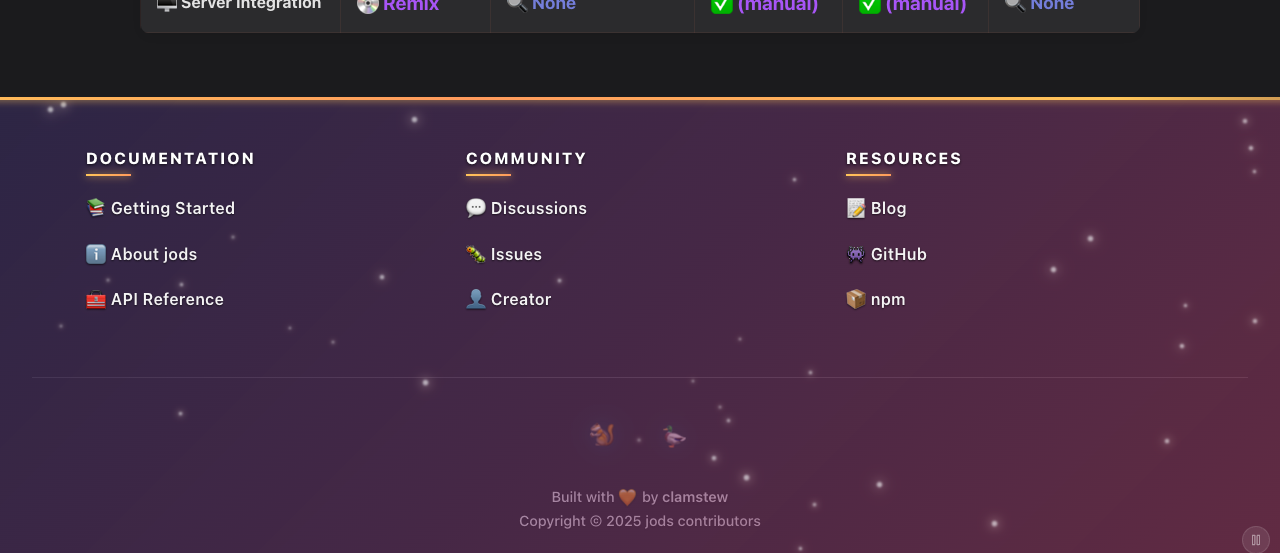 Server Integration Remix None (manual) (manual) None
DOCUMENTATION COMMUNITY RESOURCES
Getting Started Discussions Blog
About jods Issues GitHub
API Reference Creator npm
Built with 🤎 by clamstew
Copyright © 2025 jods contributors